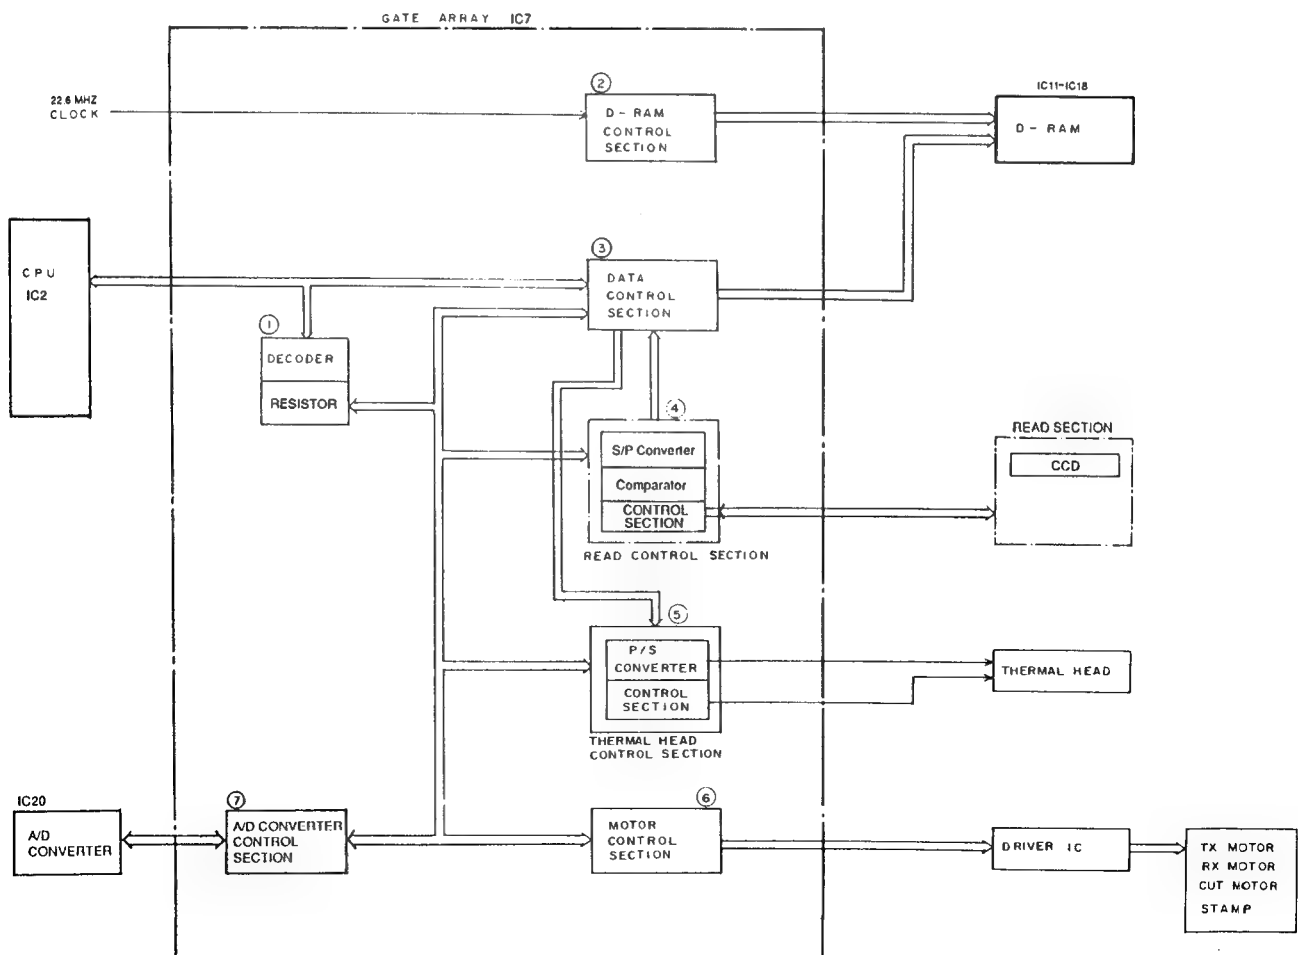 GATE ARRAY IC7
22.6 MHZ
CLOCK
2
D-RAM
CONTROL
SECTION
IC11-IC18
D-RAM
CPU
IC2
3
DATA
CONTROL
SECTION
1
DECODER
RESISTOR
4
S/P Converter
Comparator
CONTROL
SECTION
READ CONTROL SECTION
READ SECTION
CCD
5
P/S
CONVERTER
CONTROL
SECTION
THERMAL HEAD
CONTROL SECTION
THERMAL HEAD
IC20
A/D
CONVERTER
7
A/D CONVERTER
CONTROL
SECTION
6
MOTOR
CONTROL
SECTION
DRIVER IC
TX MOTOR
RX MOTOR
CUT MOTOR
STAMP